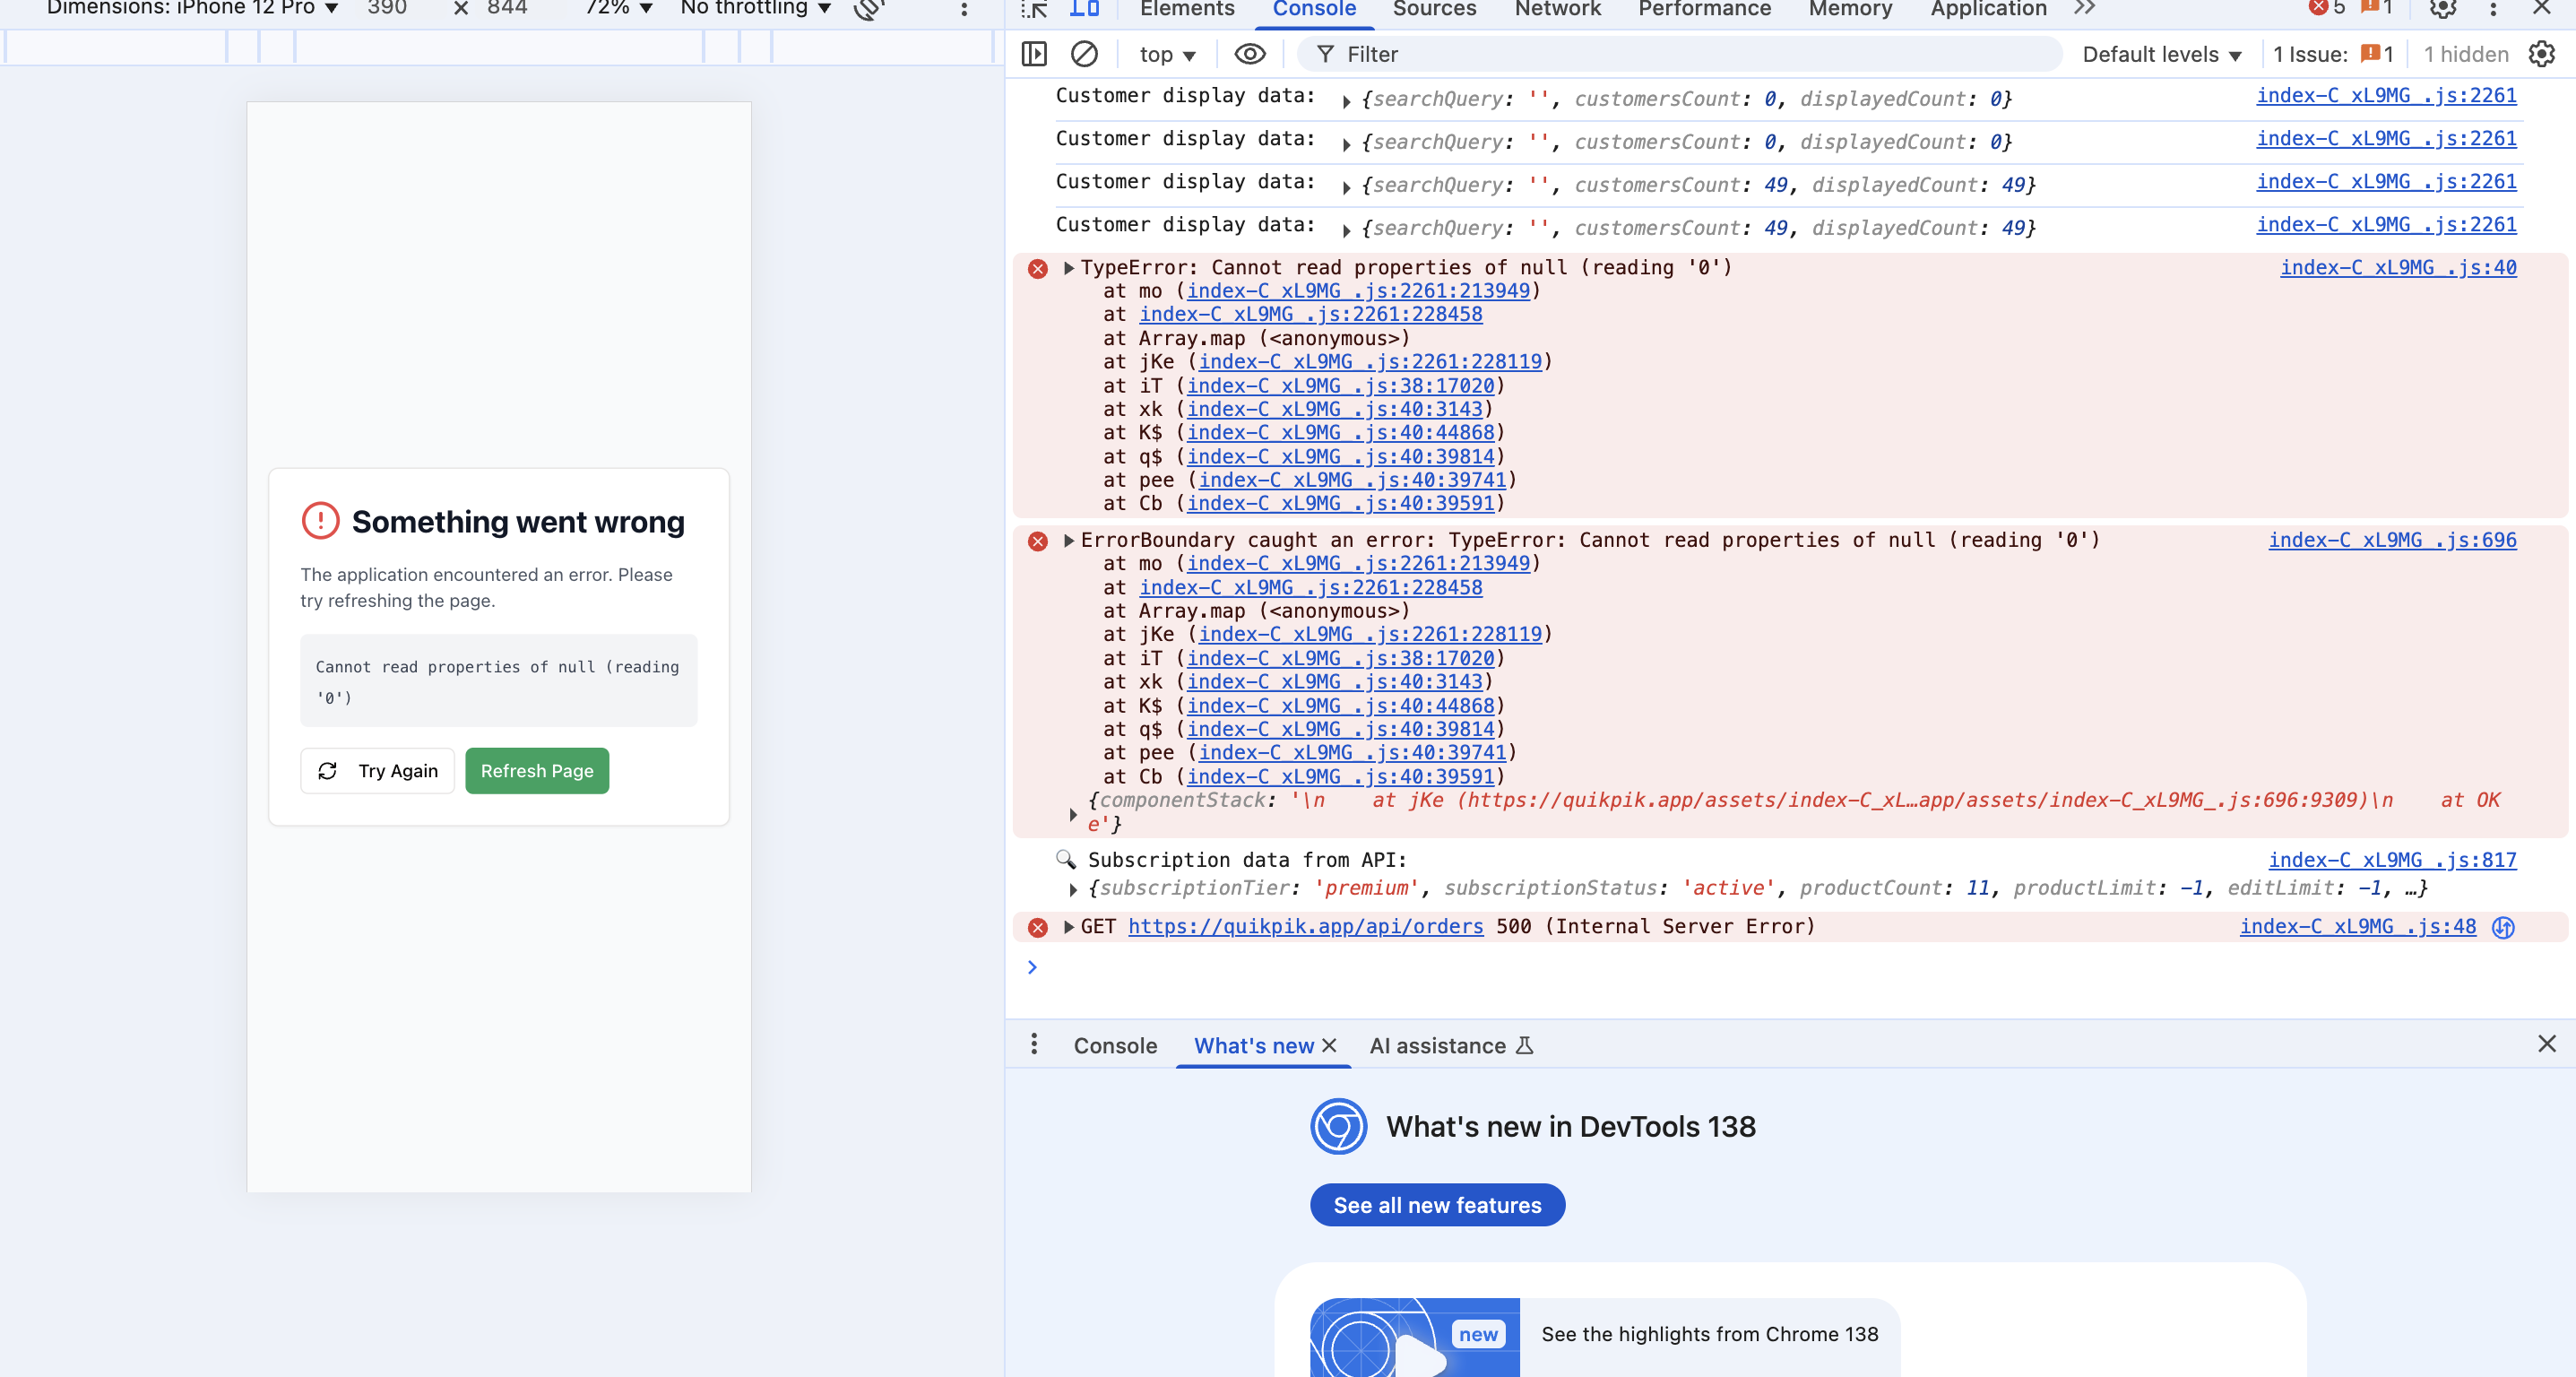 Dimensions: iPhone 12 Pro ▼ 390 × 844 72% ▼ No throttling ▼
Elements Console Sources Network Performance Memory Application 5 1
top ▼ Filter Default levels ▼ 1 Issue: 1 1 hidden
Customer display data: {searchQuery: '', customersCount: 0, displayedCount: 0} index-C_xL9MG_.js:2261
Customer display data: {searchQuery: '', customersCount: 0, displayedCount: 0} index-C_xL9MG_.js:2261
Customer display data: {searchQuery: '', customersCount: 49, displayedCount: 49} index-C_xL9MG_.js:2261
Customer display data: {searchQuery: '', customersCount: 49, displayedCount: 49} index-C_xL9MG_.js:2261
TypeError: Cannot read properties of null (reading '0') index-C_xL9MG_.js:40
at mo (index-C_xL9MG_.js:2261:213949)
at index-C_xL9MG_.js:2261:228458
at Array.map (<anonymous>)
at jKe (index-C_xL9MG_.js:2261:228119)
at iT (index-C_xL9MG_.js:38:17020)
at xk (index-C_xL9MG_.js:40:3143)
at K$ (index-C_xL9MG_.js:40:44868)
at q$ (index-C_xL9MG_.js:40:39814)
at pee (index-C_xL9MG_.js:40:39741)
at Cb (index-C_xL9MG_.js:40:39591)
ErrorBoundary caught an error: TypeError: Cannot read properties of null (reading '0') index-C_xL9MG_.js:696
at mo (index-C_xL9MG_.js:2261:213949)
at index-C_xL9MG_.js:2261:228458
at Array.map (<anonymous>)
at jKe (index-C_xL9MG_.js:2261:228119)
at iT (index-C_xL9MG_.js:38:17020)
at xk (index-C_xL9MG_.js:40:3143)
at K$ (index-C_xL9MG_.js:40:44868)
at q$ (index-C_xL9MG_.js:40:39814)
at pee (index-C_xL9MG_.js:40:39741)
at Cb (index-C_xL9MG_.js:40:39591)
{componentStack: '\n    at jKe (https://quikpik.app/assets/index-C_xL…app/assets/index-C_xL9MG_.js:696:9309)\n    at OK
e'}
Subscription data from API: index-C_xL9MG_.js:817
{subscriptionTier: 'premium', subscriptionStatus: 'active', productCount: 11, productLimit: -1, editLimit: -1, …}
GET https://quikpik.app/api/orders 500 (Internal Server Error) index-C_xL9MG_.js:48
Something went wrong
The application encountered an error. Please
try refreshing the page.
Cannot read properties of null (reading
'0')
Try Again Refresh Page
Console What's new AI assistance
What's new in DevTools 138
See all new features
new See the highlights from Chrome 138